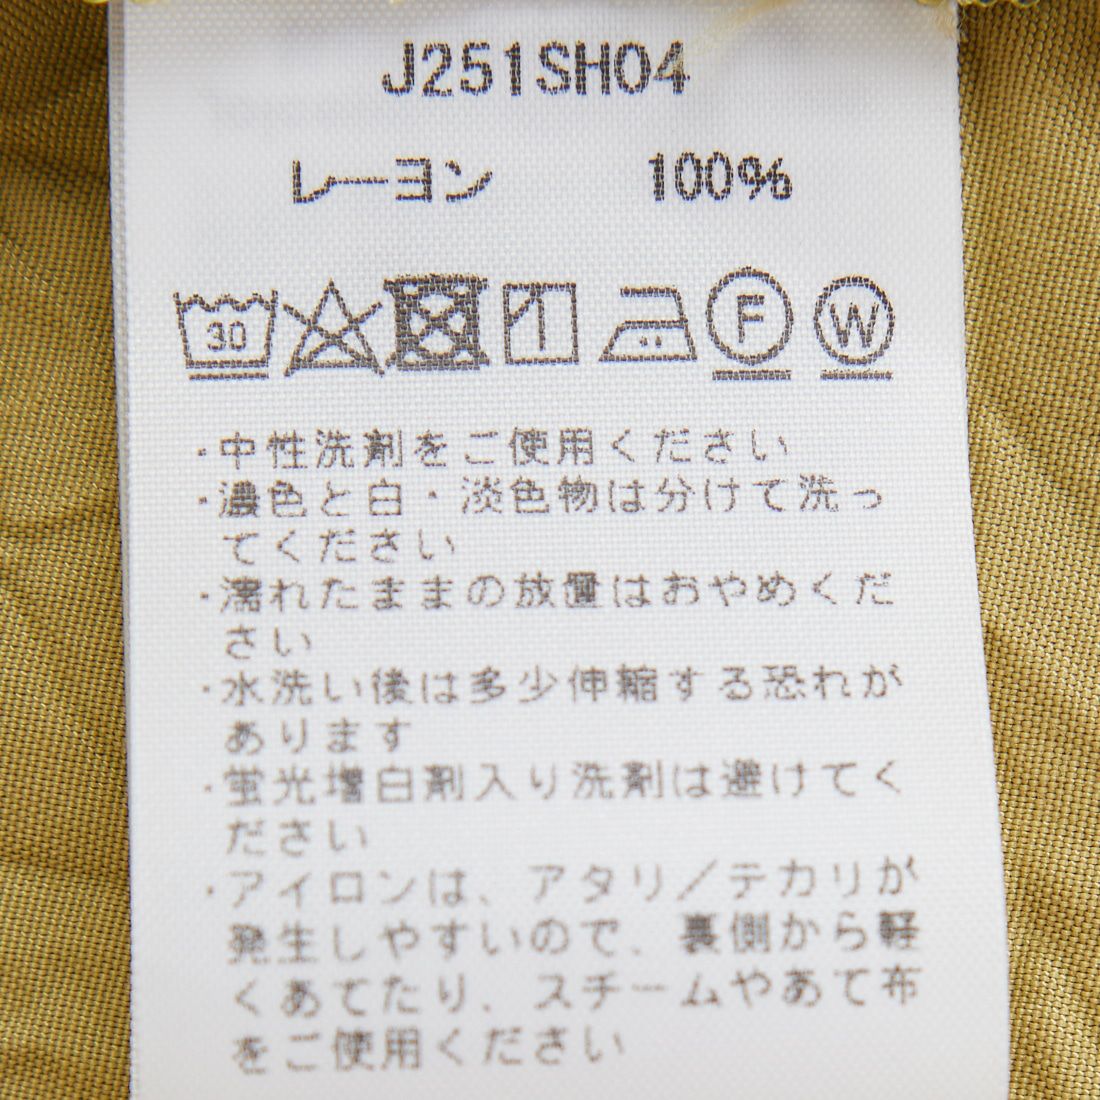 J251SH04
レーヨン 100%
30 F W
・中性洗剤をご使用ください
・濃色と白・淡色物は分けて洗っ
てください
・濡れたままの放置はおやめくだ
さい
・水洗い後は多少伸縮する恐れが
あります
・蛍光増白剤入り洗剤は避けてく
ださい
・アイロンは、アタリ／テカリが
発生しやすいので、裏側から軽
くあてたり、スチームやあて布
をご使用ください